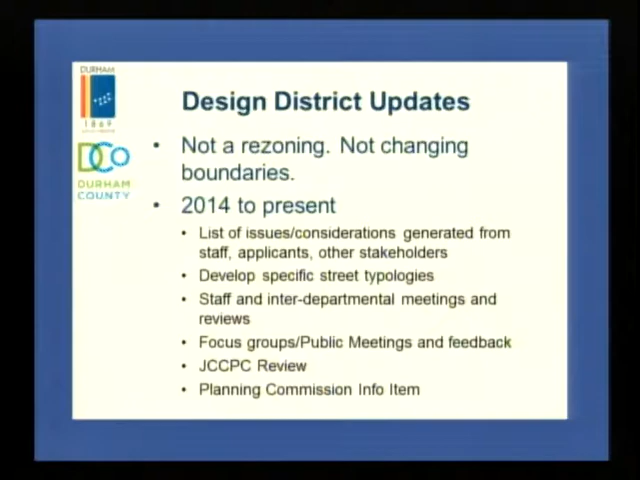 DURHAM
1869
DCo
DURHAM
COUNTY
Design District Updates
• Not a rezoning. Not changing
boundaries.
• 2014 to present
• List of issues/considerations generated from
staff, applicants, other stakeholders
• Develop specific street typologies
• Staff and inter-departmental meetings and
reviews
• Focus groups/Public Meetings and feedback
• JCCPC Review
• Planning Commission Info Item